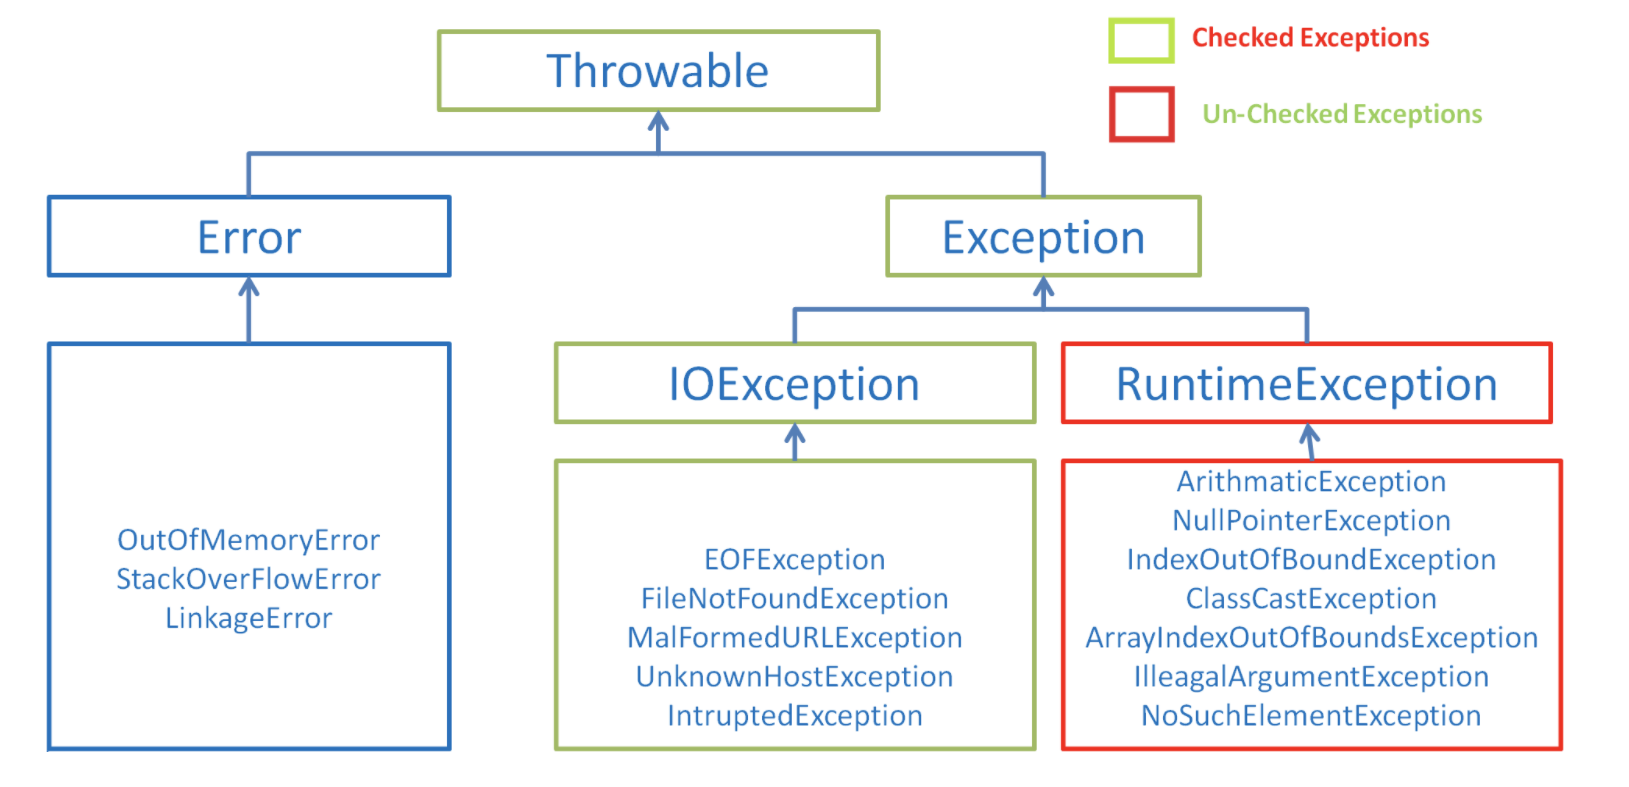 Throwable
Checked Exceptions
Un-Checked Exceptions
Error
Exception
IOException
RuntimeException
OutOfMemoryError
StackOverFlowError
LinkageError
EOFException
FileNotFoundException
MalFormedURLException
UnknownHostException
IntruptedException
ArithmaticException
NullPointerException
IndexOutOfBoundException
ClassCastException
ArrayIndexOutOfBoundsException
IlleagalArgumentException
NoSuchElementException